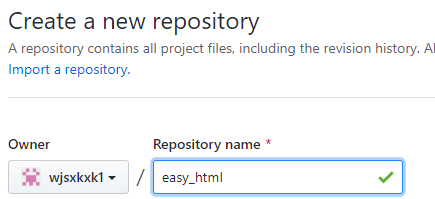 Create a new repository
A repository contains all project files, including the revision history. Al
Import a repository.
Owner
Repository name *
wjsxkxk1 / easy_html